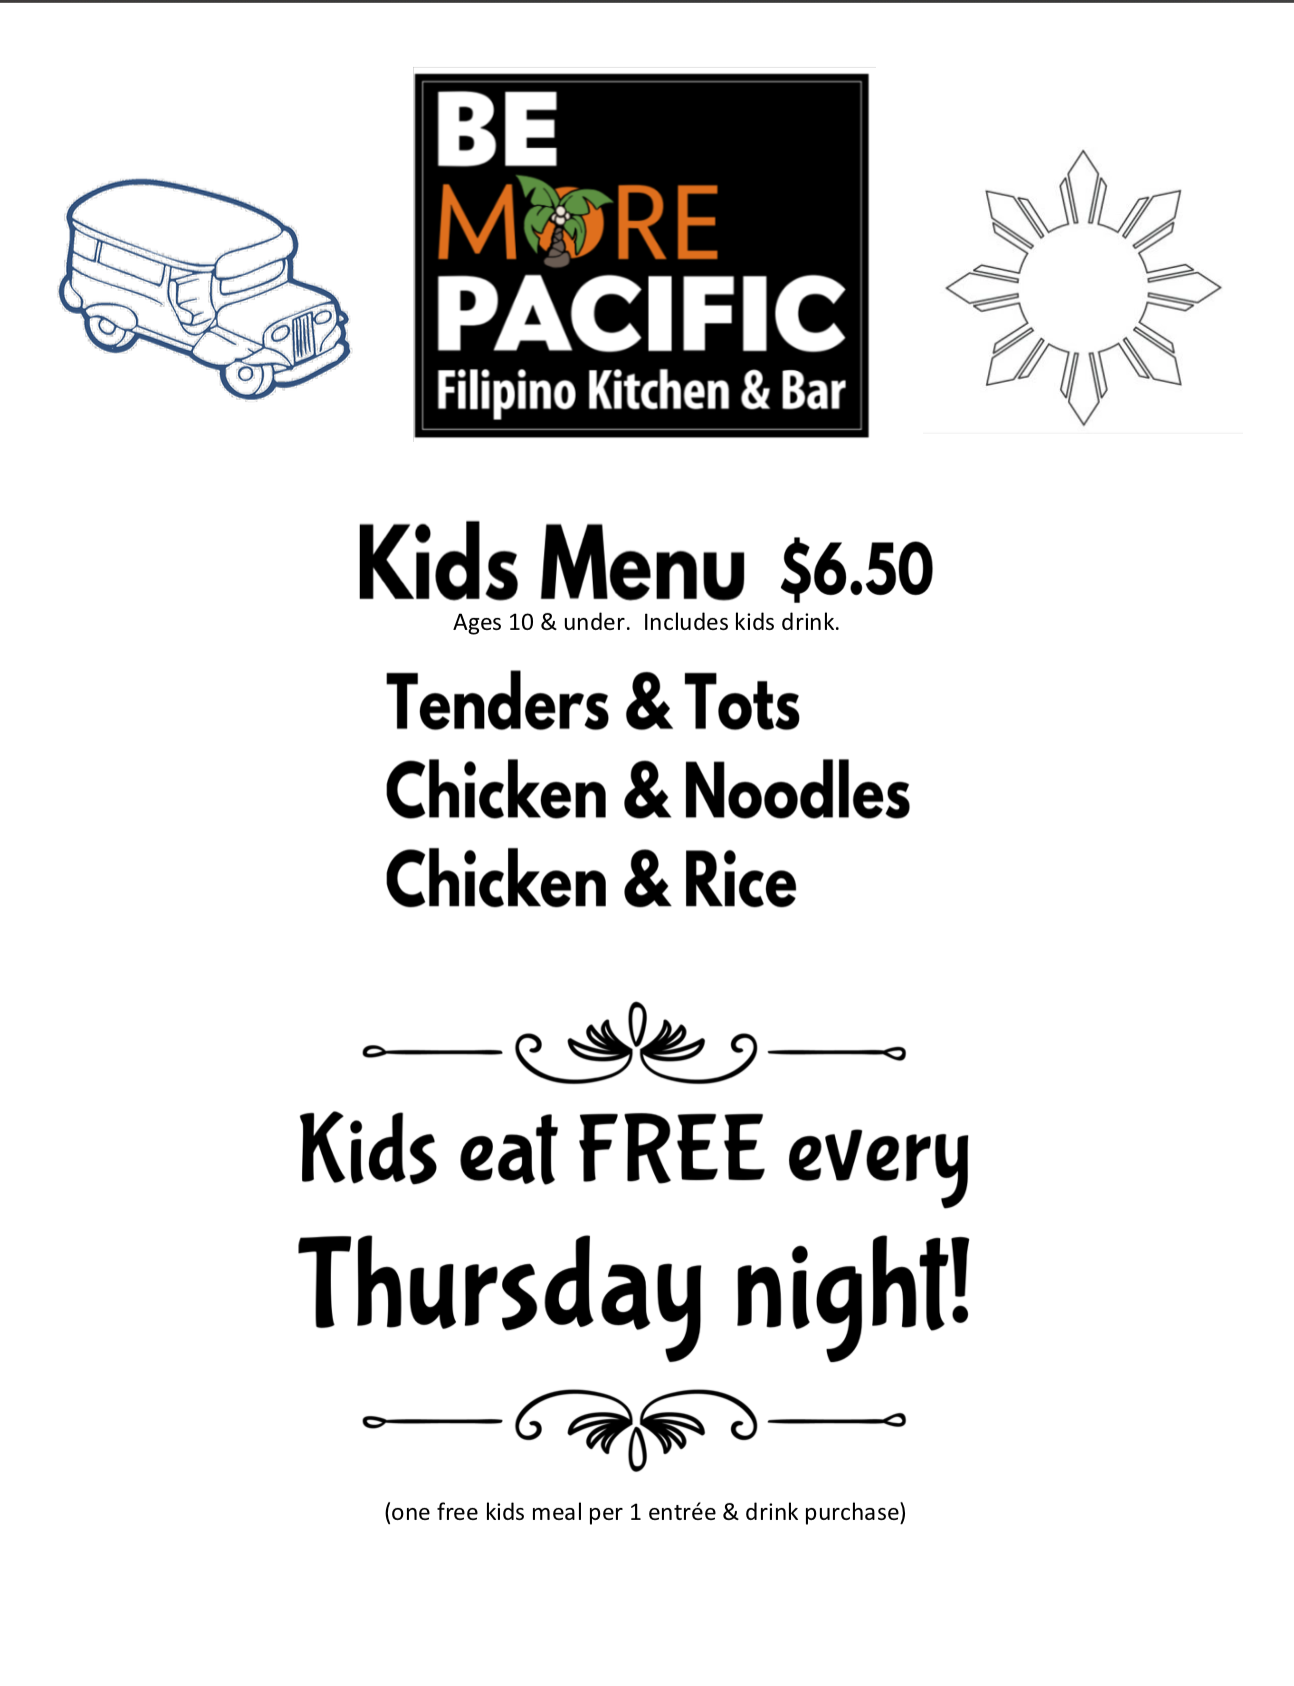 BE
MORE
PACIFIC
Filipino Kitchen & Bar
Kids Menu $6.50
Ages 10 & under. Includes kids drink.
Tenders & Tots
Chicken & Noodles
Chicken & Rice
Kids eat FREE every
Thursday night!
(one free kids meal per 1 entrée & drink purchase)